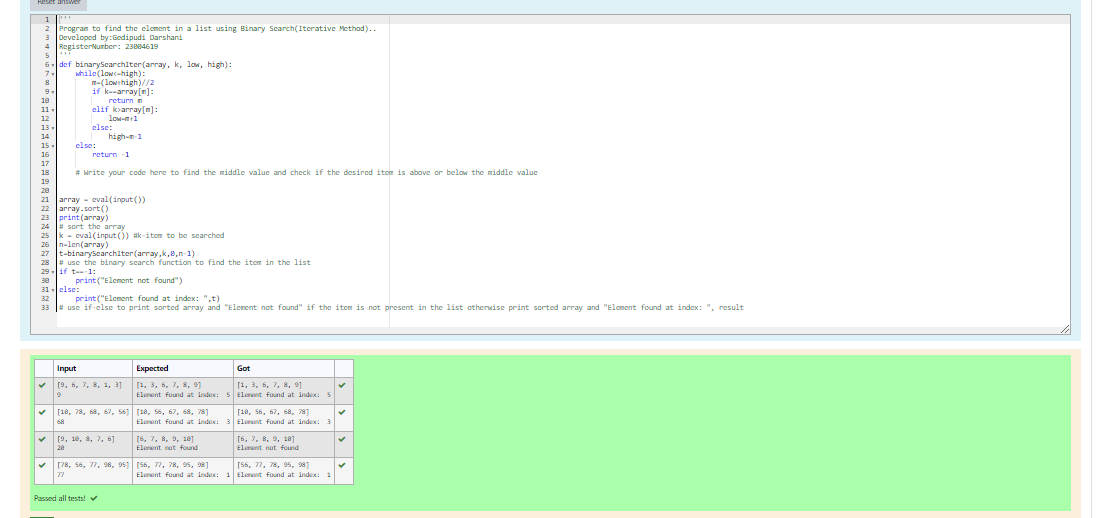 Reset answer
1 '''
2 Program to find the element in a list using Binary Search(Iterative Method)..
3 Developed by:Gedipudi Darshani
4 RegisterNumber: 23004619
5 '''
6 def binarySearchIter(array, k, low, high):
7 while(low<=high):
8 m=(low+high)//2
9 if k==array[m]:
10 return m
11 elif k>array[m]:
12 low=m+1
13 else:
14 high=m-1
15 else:
16 return -1
17
18 # Write your code here to find the middle value and check if the desired item is above or below the middle value
19
20
21 array = eval(input())
22 array.sort()
23 print(array)
24 # sort the array
25 k = eval(input()) #k-item to be searched
26 n=len(array)
27 t=binarySearchIter(array,k,0,n-1)
28 # use the binary search function to find the item in the list
29 if t==-1:
30 print("Element not found")
31 else:
32 print("Element found at index: ",t)
33 # use if-else to print sorted array and "Element not found" if the item is not present in the list otherwise print sorted array and "Element found at index: ", result
Input Expected Got
[9, 6, 7, 8, 1, 3] [1, 3, 6, 7, 8, 9] [1, 3, 6, 7, 8, 9]
9 Element found at index:  5 Element found at index:  5
[10, 78, 68, 67, 56] [10, 56, 67, 68, 78] [10, 56, 67, 68, 78]
68 Element found at index:  3 Element found at index:  3
[9, 10, 8, 7, 6] [6, 7, 8, 9, 10] [6, 7, 8, 9, 10]
20 Element not found Element not found
[78, 56, 77, 98, 95] [56, 77, 78, 95, 98] [56, 77, 78, 95, 98]
77 Element found at index:  1 Element found at index:  1
Passed all tests!